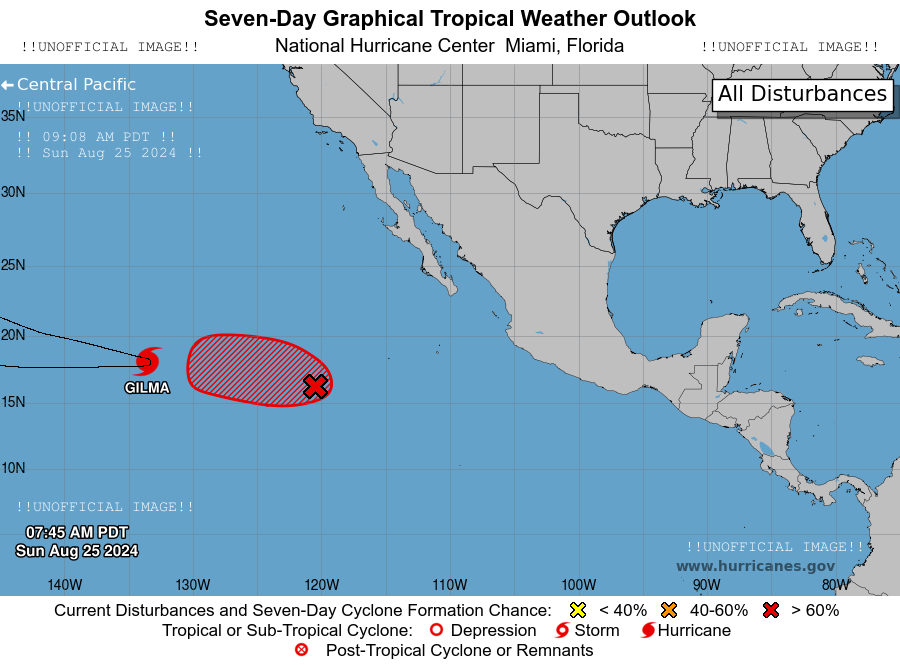 Seven-Day Graphical Tropical Weather Outlook
!!UNOFFICIAL IMAGE!! National Hurricane Center Miami, Florida !!UNOFFICIAL IMAGE!!
Central Pacific
All Disturbances
!!UNOFFICIAL IMAGE!!
35N
!! 09:08 AM PDT !!
!! Sun Aug 25 2024 !!
30N
25N
20N
GILMA
15N
10N
!!UNOFFICIAL IMAGE!!
07:45 AM PDT
Sun Aug 25 2024
!!UNOFFICIAL IMAGE!!
www.hurricanes.gov
140W 130W 120W 110W 100W 90W 80W
Current Disturbances and Seven-Day Cyclone Formation Chance: < 40% 40-60% > 60%
Tropical or Sub-Tropical Cyclone: Depression Storm Hurricane
Post-Tropical Cyclone or Remnants